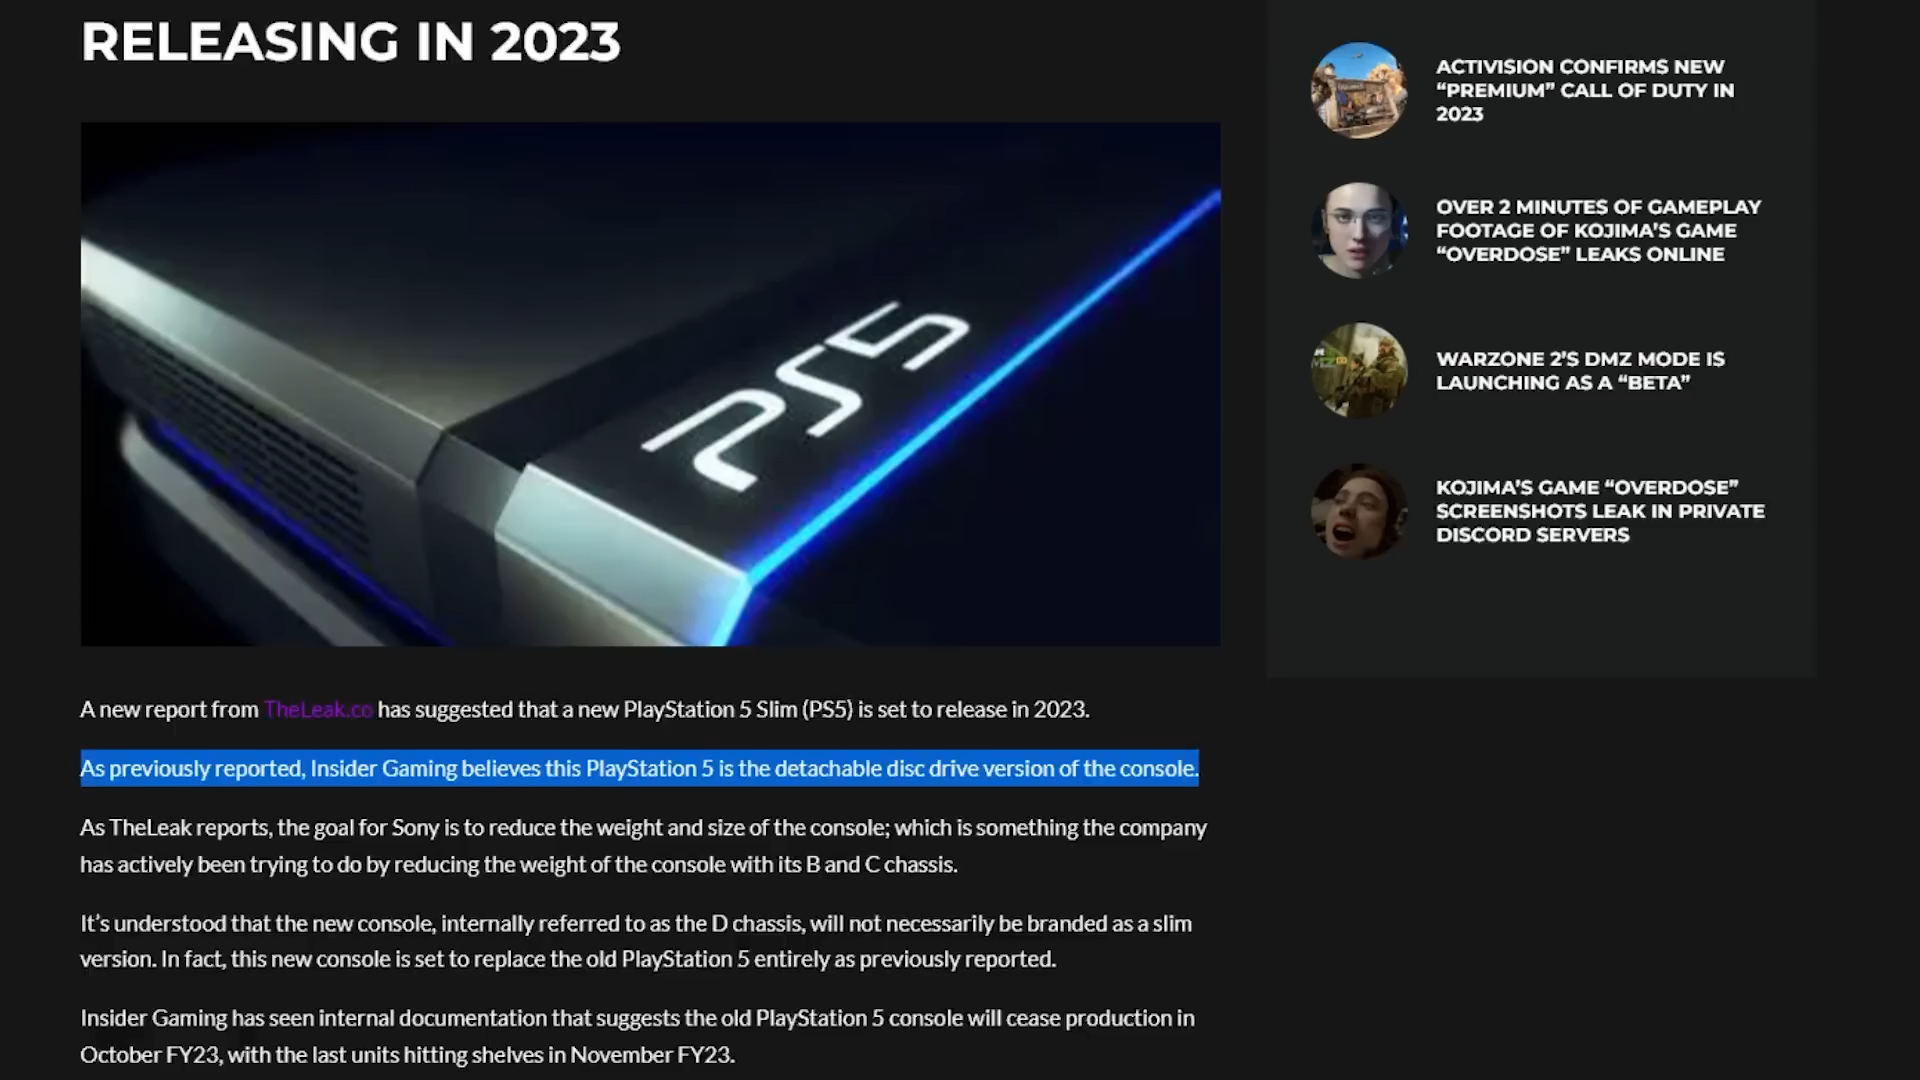 RELEASING IN 2023
PS5
A new report from TheLeak.co has suggested that a new PlayStation 5 Slim (PS5) is set to release in 2023.
As previously reported, Insider Gaming believes this PlayStation 5 is the detachable disc drive version of the console.
As TheLeak reports, the goal for Sony is to reduce the weight and size of the console; which is something the company
has actively been trying to do by reducing the weight of the console with its B and C chassis.
It’s understood that the new console, internally referred to as the D chassis, will not necessarily be branded as a slim
version. In fact, this new console is set to replace the old PlayStation 5 entirely as previously reported.
Insider Gaming has seen internal documentation that suggests the old PlayStation 5 console will cease production in
October FY23, with the last units hitting shelves in November FY23.
ACTIVISION CONFIRMS NEW
“PREMIUM” CALL OF DUTY IN
2023
OVER 2 MINUTES OF GAMEPLAY
FOOTAGE OF KOJIMA’S GAME
“OVERDOSE” LEAKS ONLINE
WARZONE 2’S DMZ MODE IS
LAUNCHING AS A “BETA”
KOJIMA’S GAME “OVERDOSE”
SCREENSHOTS LEAK IN PRIVATE
DISCORD SERVERS